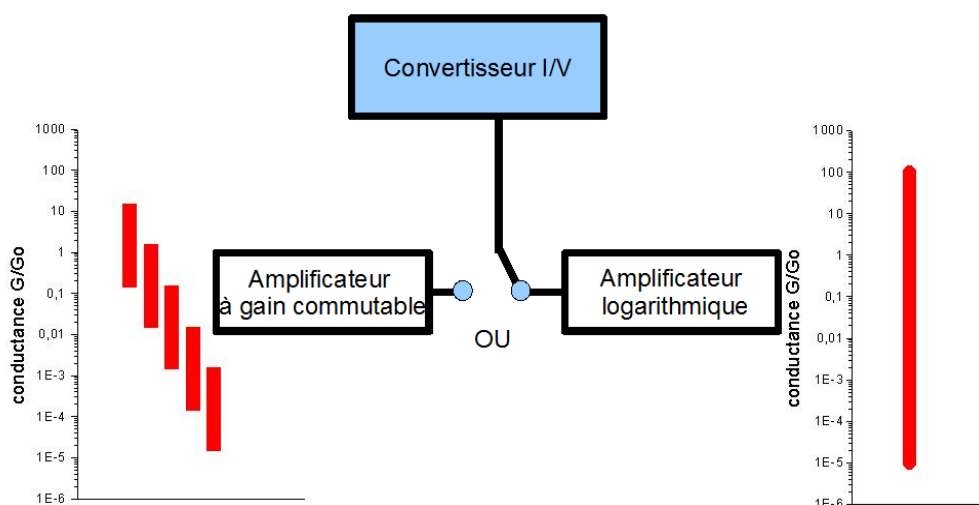 Convertisseur I/V
1000
100
10
1
0,1
0,01
1E-3
1E-4
1E-5
1E-6
conductance G/Go
Amplificateur
à gain commutable
OU
Amplificateur
logarithmique
1000
100
10
1
0,1
0,01
1E-3
1E-4
1E-5
1E-6
conductance G/Go